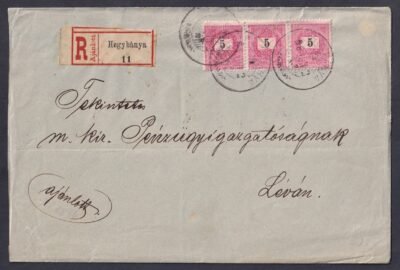 R
Ajánlott
Hegybánya
11
5 5 5
Tekintetes
m. kir. Pénzügyigazgatóságnak
ajánlott
Léván.